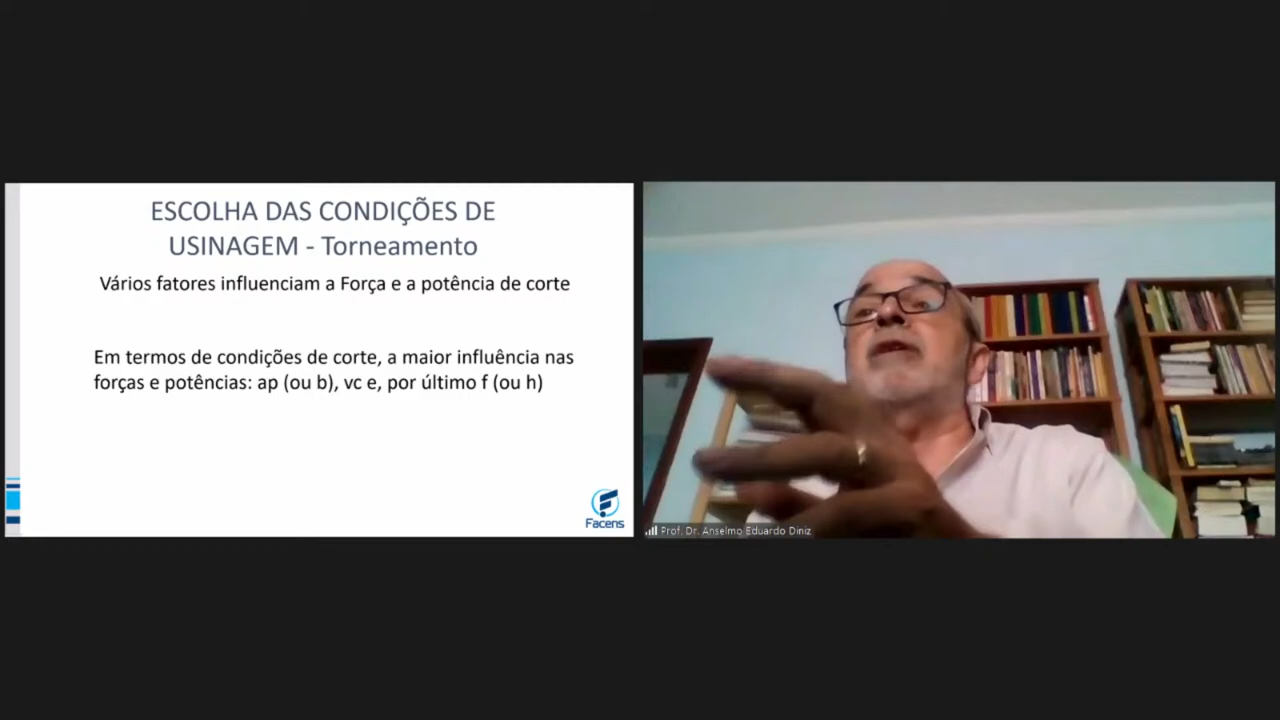 ESCOLHA DAS CONDIÇÕES DE
USINAGEM - Torneamento
Vários fatores influenciam a Força e a potência de corte
Em termos de condições de corte, a maior influência nas
forças e potências: ap (ou b), vc e, por último f (ou h)
Facens
Prof. Dr. Anselmo Eduardo Diniz